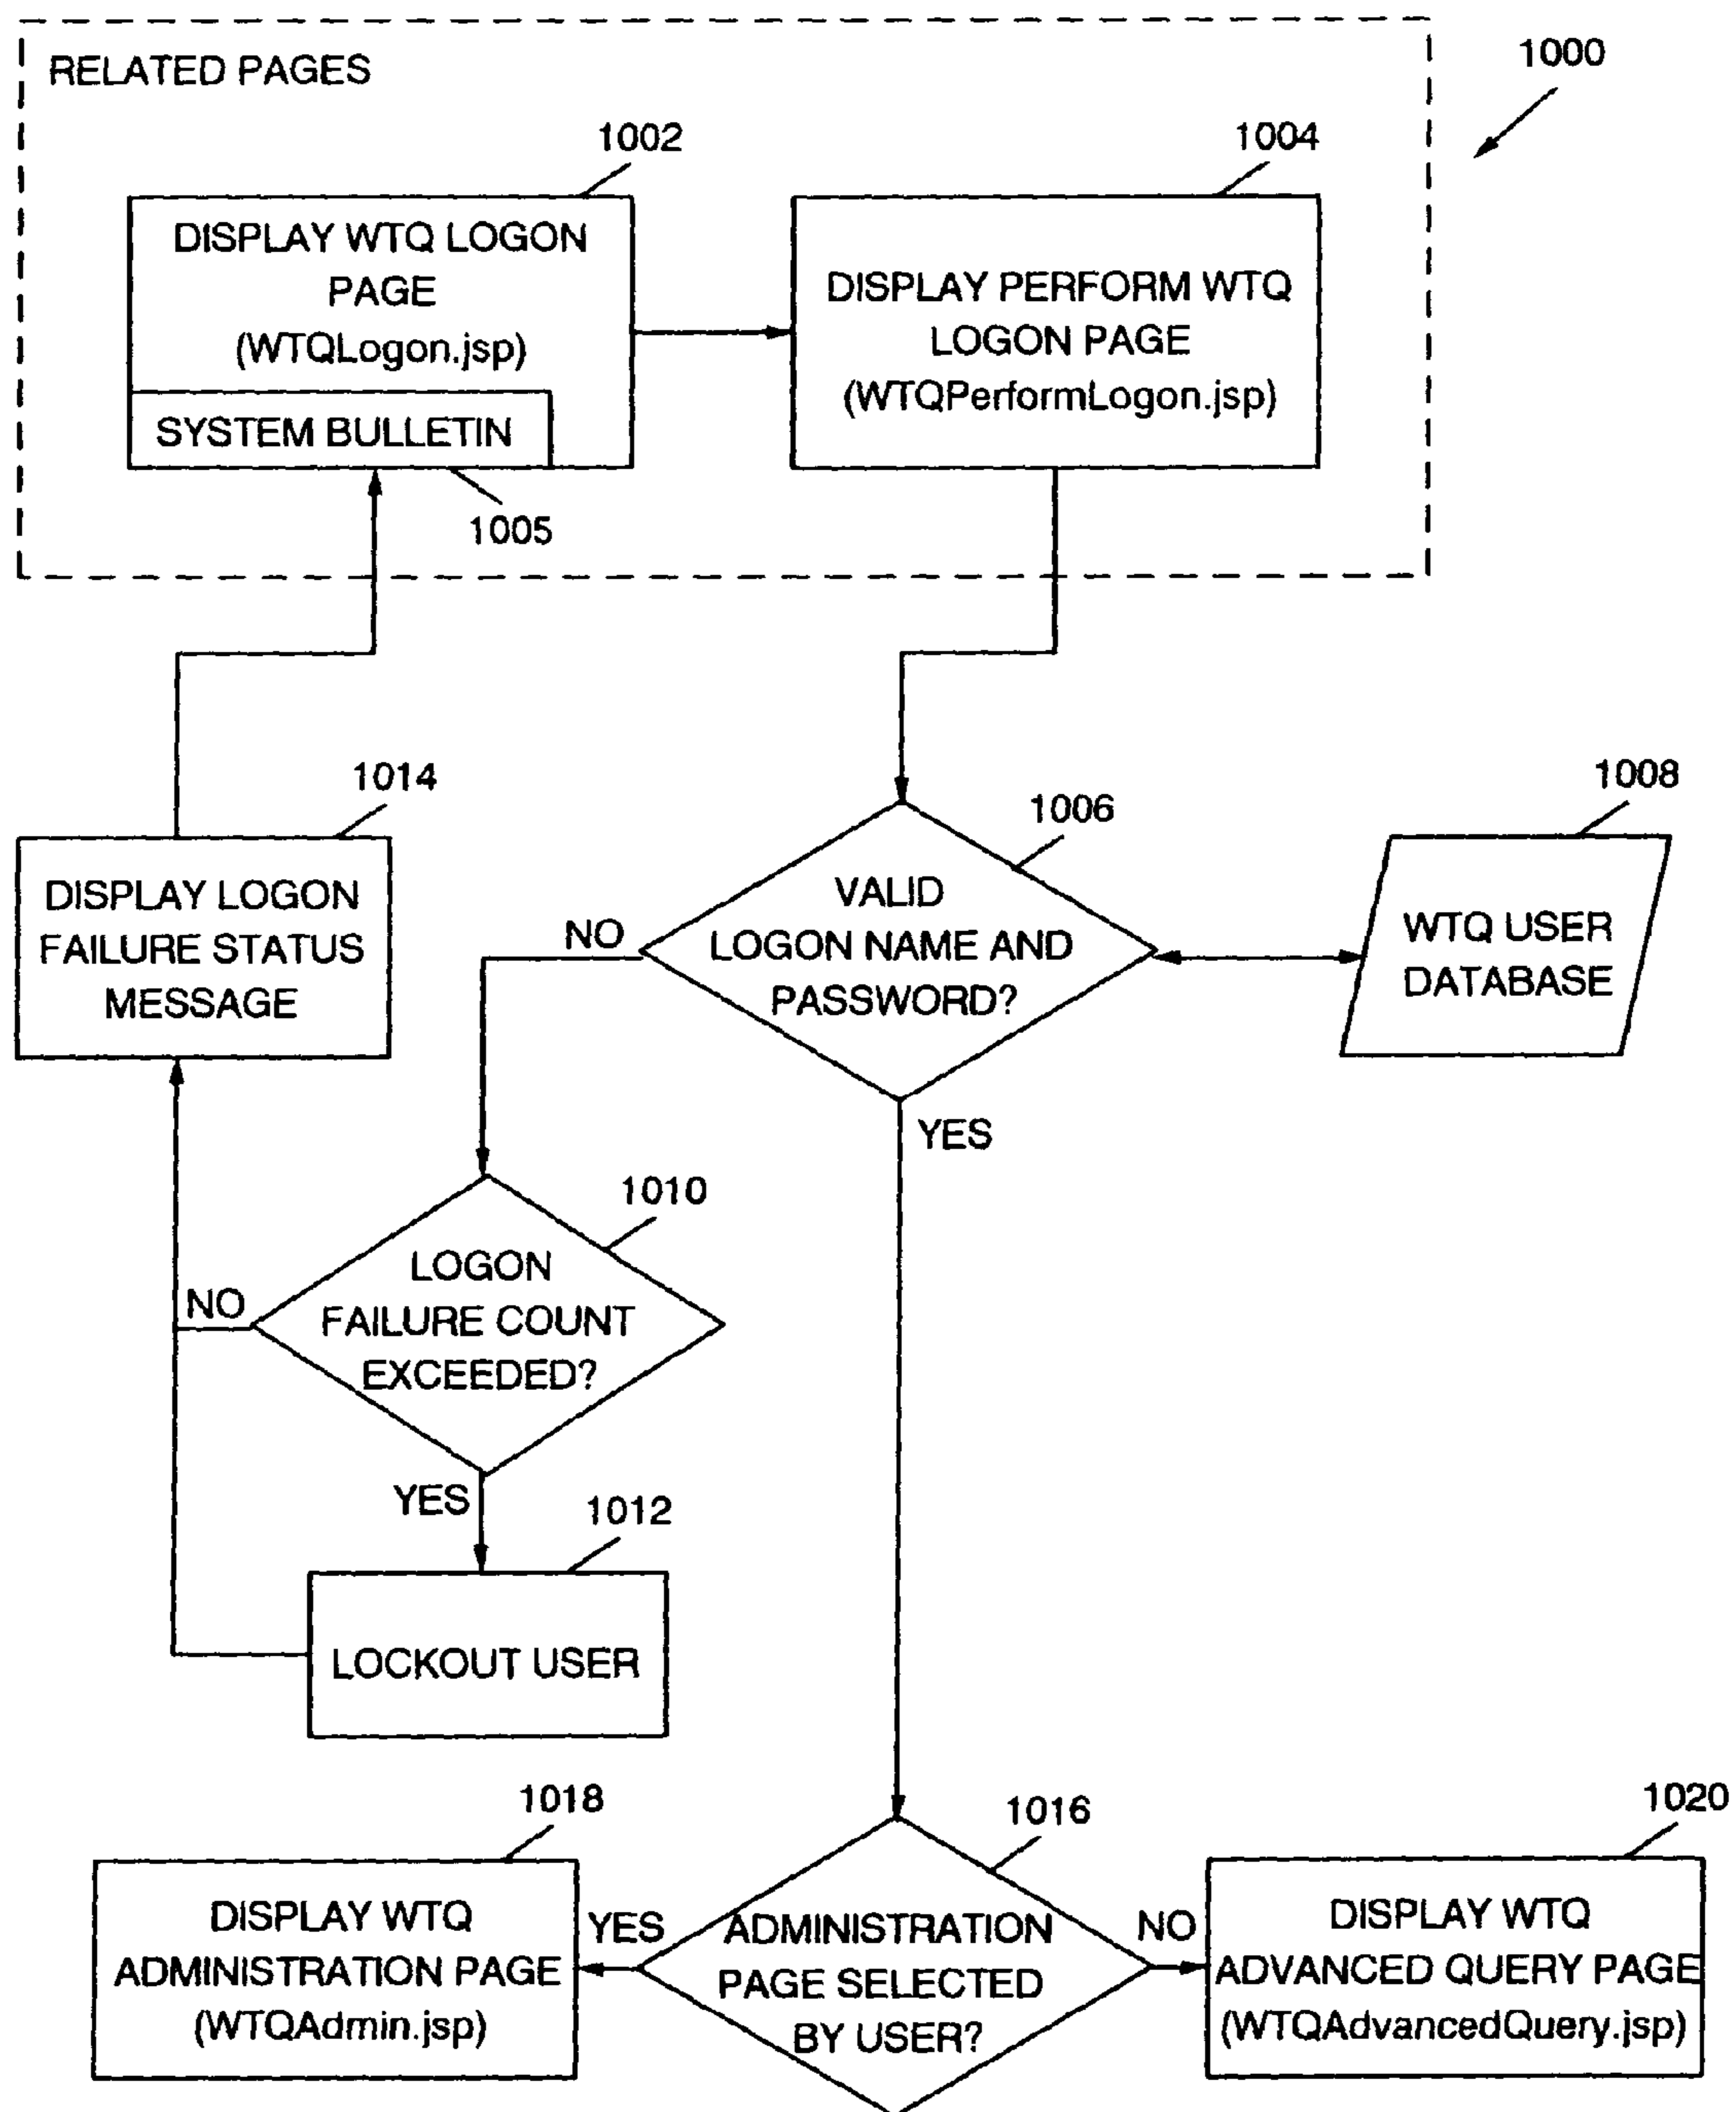 RELATED PAGES
1000
1002
1004
DISPLAY WTQ LOGON
PAGE
(WTQLogon.jsp)
SYSTEM BULLETIN
1005
DISPLAY PERFORM WTQ
LOGON PAGE
(WTQPerformLogon.jsp)
1014
DISPLAY LOGON
FAILURE STATUS
MESSAGE
1006
VALID
LOGON NAME AND
PASSWORD?
NO
YES
1008
WTQ USER
DATABASE
1010
LOGON
FAILURE COUNT
EXCEEDED?
NO
YES
1012
LOCKOUT USER
1018
DISPLAY WTQ
ADMINISTRATION PAGE
(WTQAdmin.jsp)
YES
1016
ADMINISTRATION
PAGE SELECTED
BY USER?
NO
1020
DISPLAY WTQ
ADVANCED QUERY PAGE
(WTQAdvancedQuery.jsp)